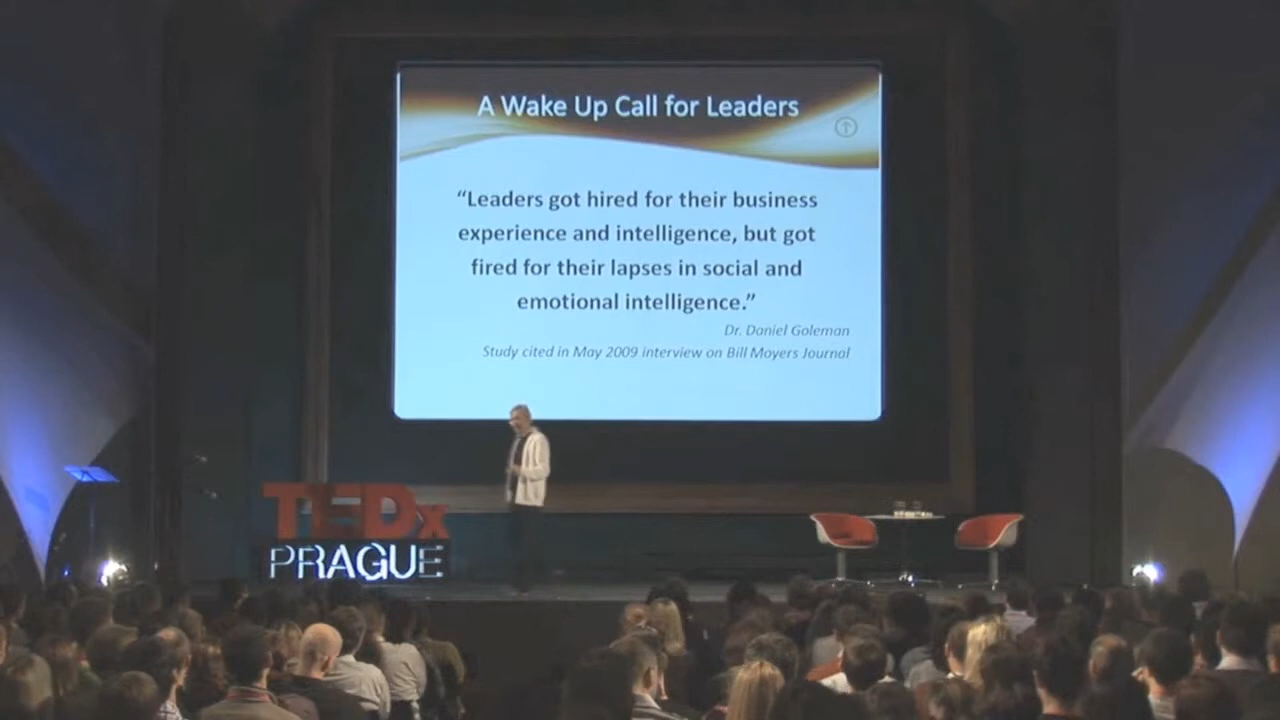 A Wake Up Call for Leaders
“Leaders got hired for their business
experience and intelligence, but got
fired for their lapses in social and
emotional intelligence.”
Dr. Daniel Goleman
Study cited in May 2009 interview on Bill Moyers Journal
TEDx
PRAGUE